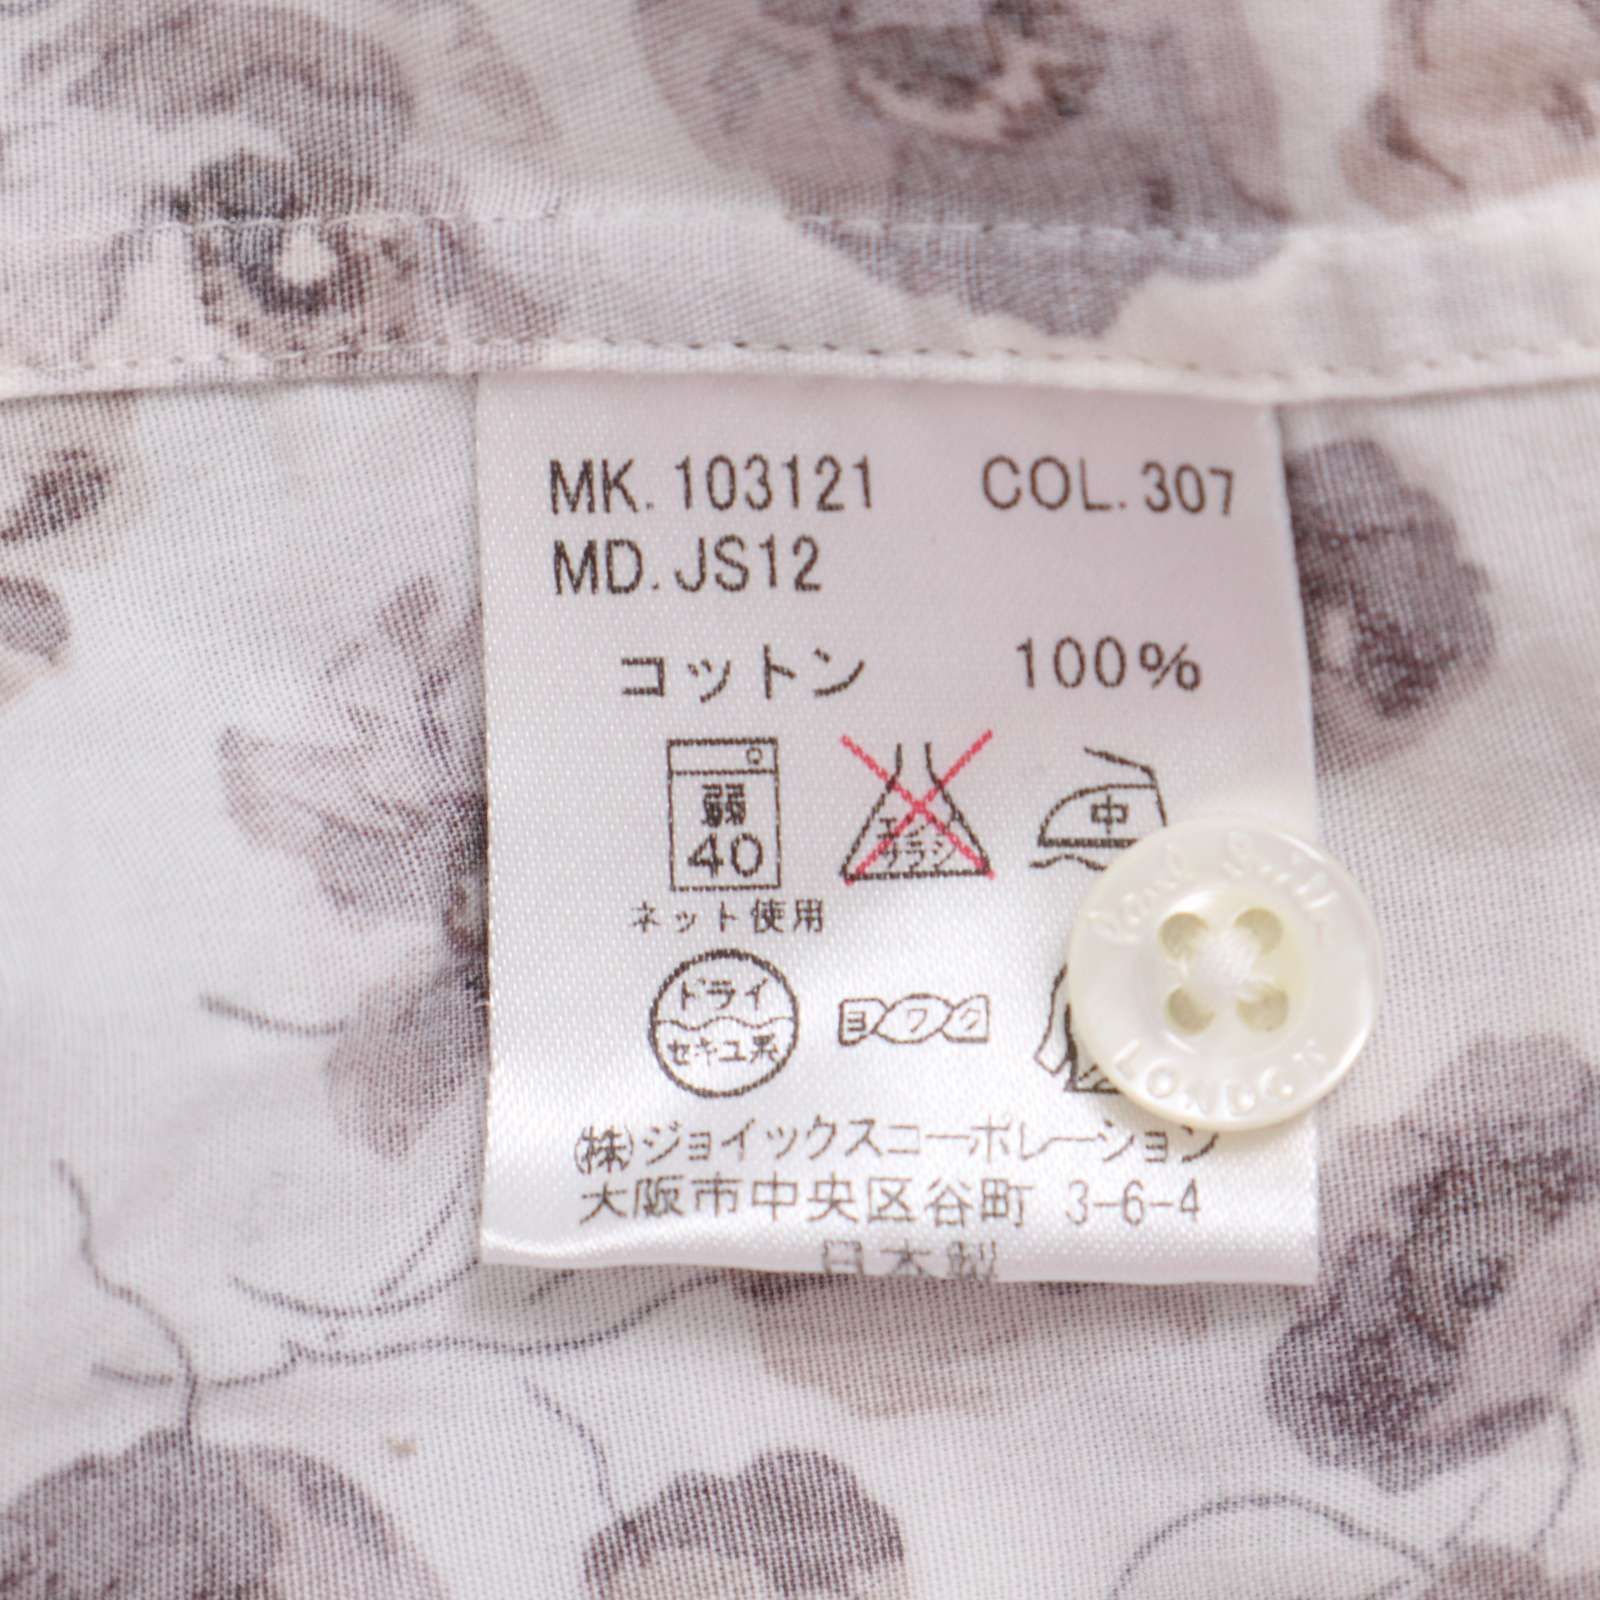 MK. 103121 COL. 307
MD. JS12
コットン 100%
弱
40
エンソ
サラシ
中
ネット使用
ドライ
セキユ系
ヨワク
Paul Smith
LONDON
㈱ジョイックスコーポレーション
大阪市中央区谷町 3-6-4
日本製